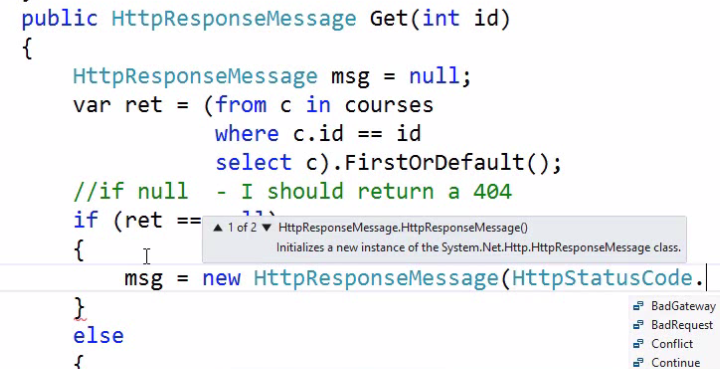 public HttpResponseMessage Get(int id)
{
HttpResponseMessage msg = null;
var ret = (from c in courses
where c.id == id
select c).FirstOrDefault();
//if null - I should return a 404
if (ret ==
▲ 1 of 2 ▼ HttpResponseMessage.HttpResponseMessage()
Initializes a new instance of the System.Net.Http.HttpResponseMessage class.
{
msg = new HttpResponseMessage(HttpStatusCode.
}
BadGateway
BadRequest
Conflict
Continue
else
{